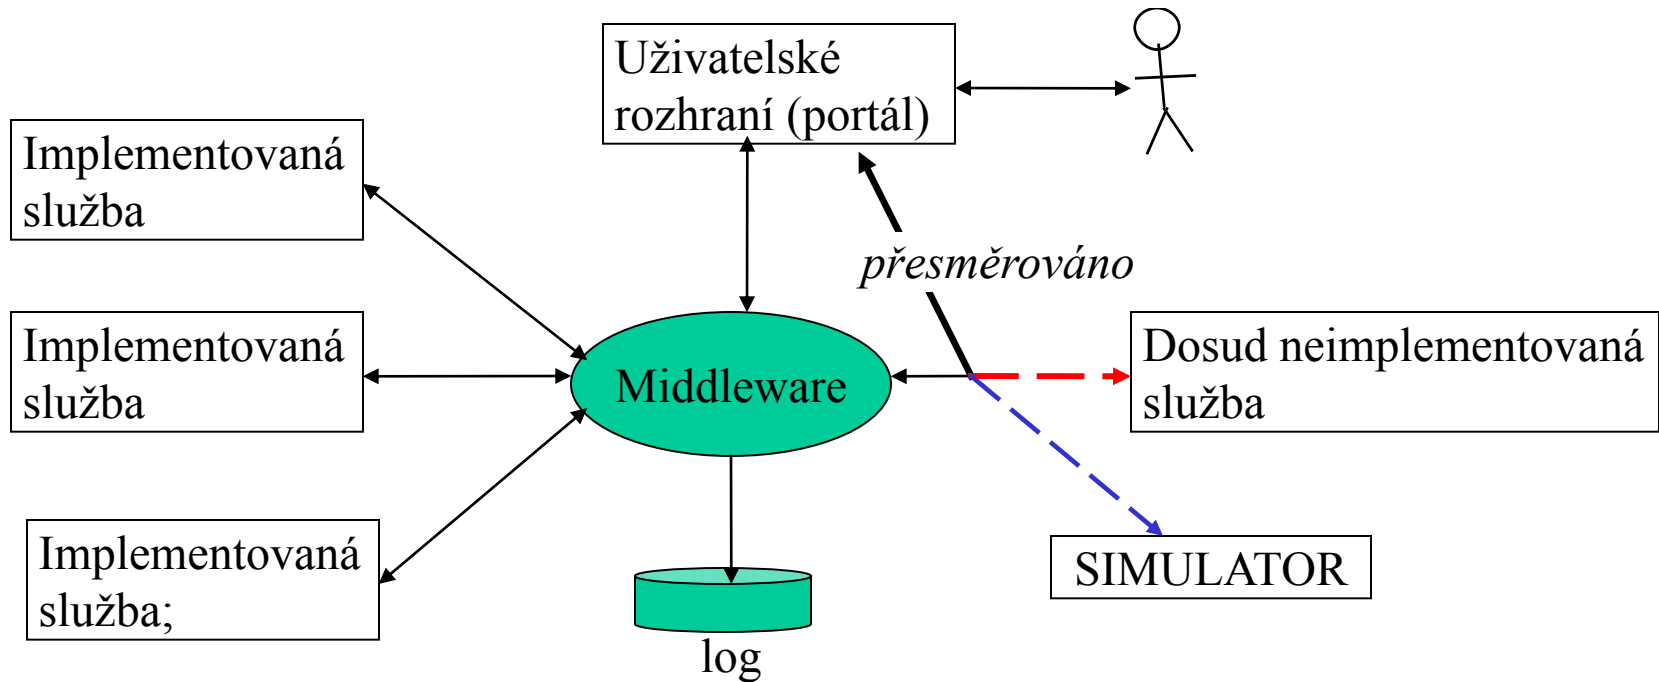 Uživatelské
rozhraní (portál)
Implementovaná
služba
přesměrováno
Implementovaná
služba
Middleware
Dosud neimplementovaná
služba
Implementovaná
služba;
SIMULATOR
log